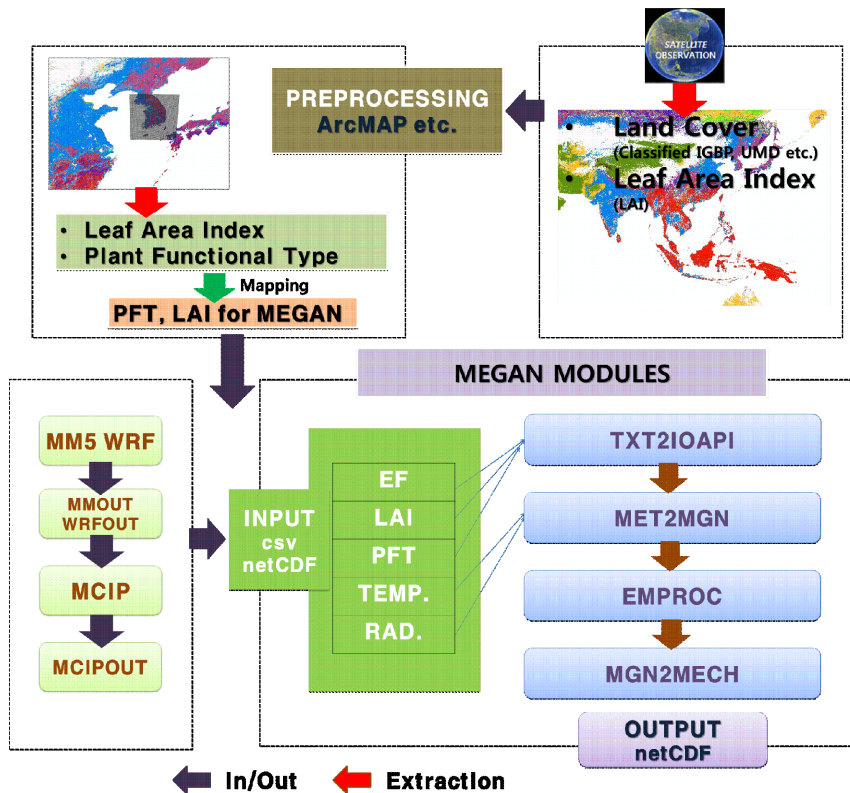 SATELLITE
OBSERVATION
PREPROCESSING
ArcMAP etc.
• Land Cover
(Classified IGBP, UMD etc.)
• Leaf Area Index
(LAI)
• Leaf Area Index
• Plant Functional Type
Mapping
PFT, LAI for MEGAN
MEGAN MODULES
MM5 WRF
MMOUT
WRFOUT
MCIP
MCIPOUT
INPUT
csv
netCDF
EF
LAI
PFT
TEMP.
RAD.
TXT2IOAPI
MET2MGN
EMPROC
MGN2MECH
OUTPUT
netCDF
In/Out
Extraction